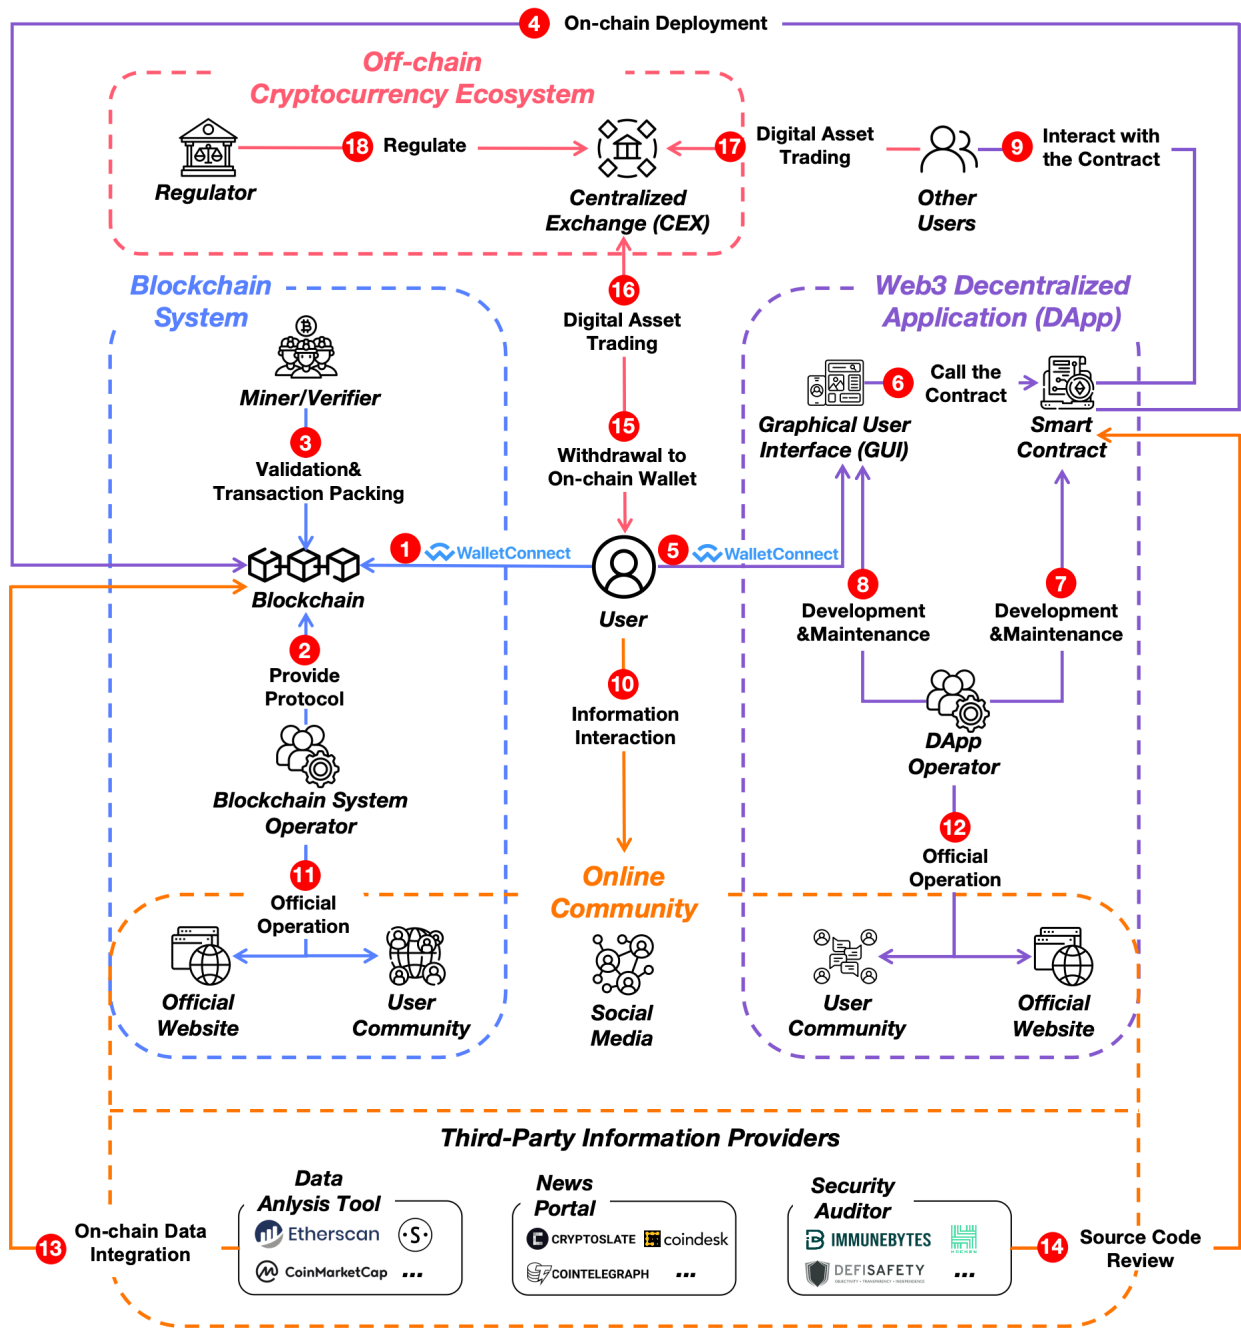 4 On-chain Deployment
Off-chain
Cryptocurrency Ecosystem
Regulator
18 Regulate
Centralized
Exchange (CEX)
17 Digital Asset
Trading
Other
Users
9 Interact with
the Contract
Blockchain
System
Miner/Verifier
3
Validation&
Transaction Packing
Blockchain
2
Provide
Protocol
Blockchain System
Operator
11
Official
Operation
Official
Website
User
Community
16
Digital Asset
Trading
15
Withdrawal to
On-chain Wallet
1 WalletConnect
User
5 WalletConnect
10
Information
Interaction
Online
Community
Social
Media
Web3 Decentralized
Application (DApp)
Graphical User
Interface (GUI)
6 Call the
Contract
Smart
Contract
8
Development
&Maintenance
7
Development
&Maintenance
DApp
Operator
12
Official
Operation
User
Community
Official
Website
Third-Party Information Providers
13 On-chain Data
Integration
Data
Anlysis Tool
Etherscan
·S·
CoinMarketCap ...
News
Portal
CRYPTOSLATE
coindesk
COINTELEGRAPH ...
Security
Auditor
IMMUNEBYTES
DEFISAFETY ...
14 Source Code
Review